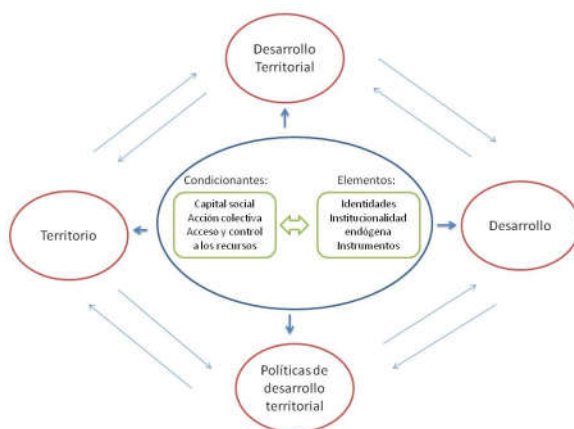 Desarrollo
Territorial
Condicionantes:
Capital social
Acción colectiva
Acceso y control
a los recursos
Elementos:
Identidades
Institucionalidad
endógena
Instrumentos
Territorio
Desarrollo
Políticas de
desarrollo
territorial